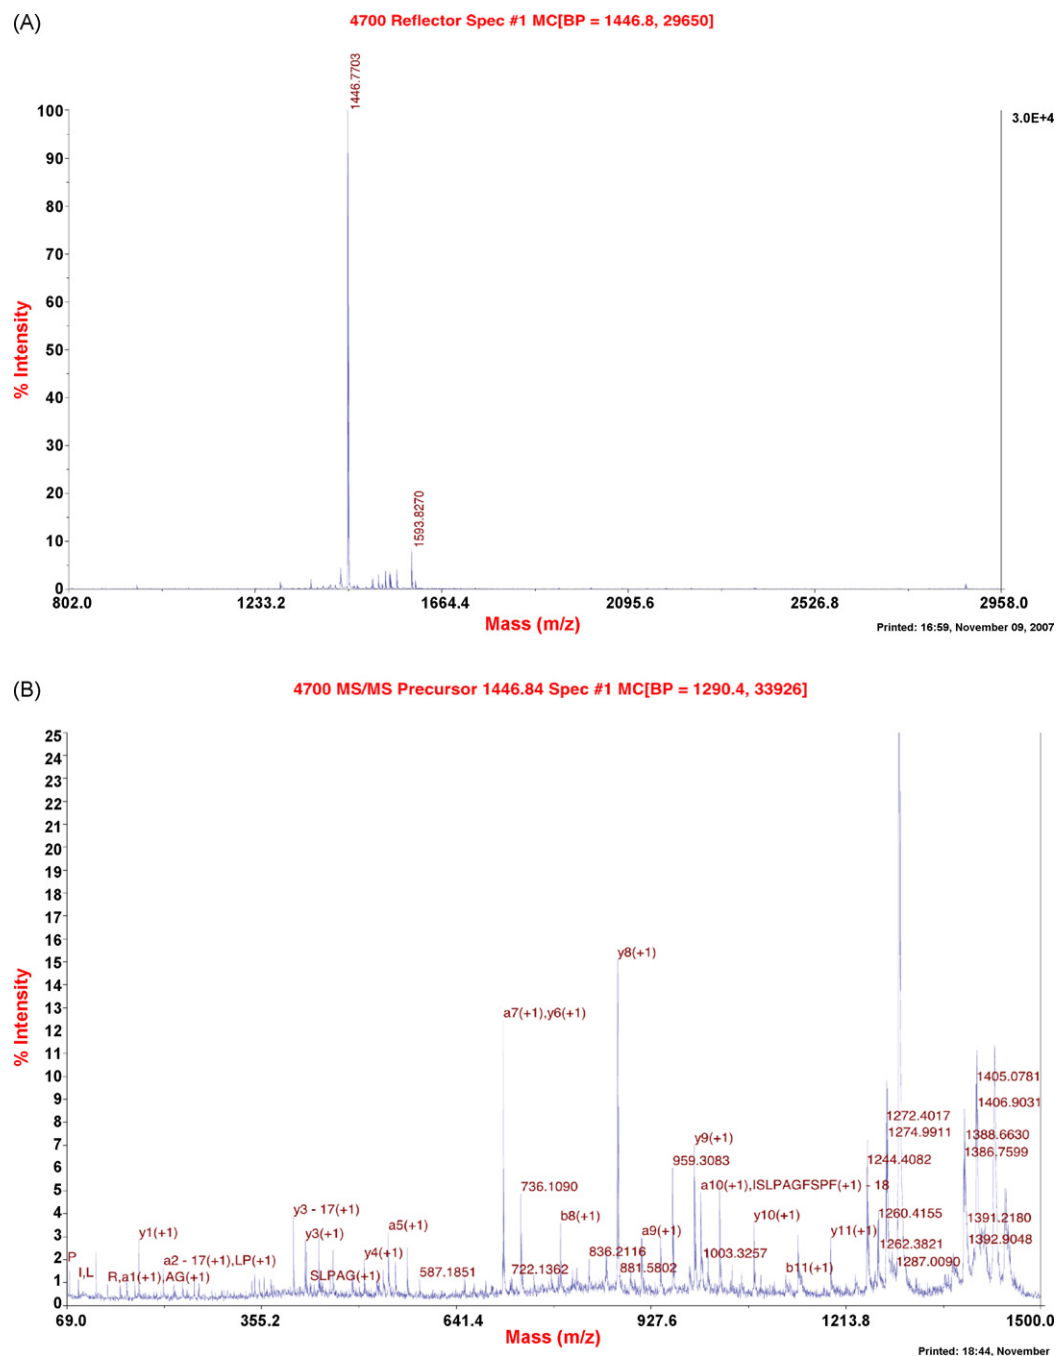 (A)
4700 Reflector Spec #1 MC[BP = 1446.8, 29650]
1446.7703
3.0E+4
100
90
80
70
60
50
40
30
20
10
0
% Intensity
1593.8270
802.0 1233.2 1664.4 2095.6 2526.8 2958.0
Mass (m/z)
Printed: 16:59, November 09, 2007
(B)
4700 MS/MS Precursor 1446.84 Spec #1 MC[BP = 1290.4, 33926]
25
24
23
22
21
20
19
18
17
16
15
14
13
12
11
10
9
8
7
6
5
4
3
2
1
0
% Intensity
y8(+1)
a7(+1),y6(+1)
1405.0781
1406.9031
1272.4017
1274.9911
1388.6630
1386.7599
y9(+1)
959.3083
1244.4082
a10(+1),ISLPAGFSPF(+1) - 18
736.1090
y3 - 17(+1)
b8(+1)
y10(+1)
1260.4155
1391.2180
y1(+1)
y3(+1)
a5(+1)
a9(+1)
y11(+1)
1392.9048
1262.3821
P
a2 - 17(+1),LP(+1)
y4(+1)
836.2116
1003.3257
1287.0090
I,L
R,a1(+1),AG(+1)
SLPAG(+1)
587.1851
722.1362
881.5802
b11(+1)
69.0 355.2 641.4 927.6 1213.8 1500.0
Mass (m/z)
Printed: 18:44, November